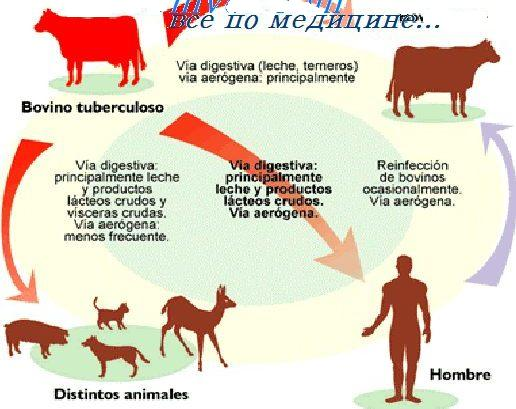 все по медицине...
Vía digestiva (leche, terneros)
vía aerógena: principalmente
Bovino tuberculoso
Vía digestiva:
principalmente leche
y productos
lácteos crudos y
vísceras crudas.
Vía aerógena:
menos frecuente.
Vía digestiva:
principalmente
leche y productos
lácteos crudos.
Vía aerógena.
Reinfección
de bovinos
ocasionalmente.
Vía aerógena.
Distintos animales
Hombre